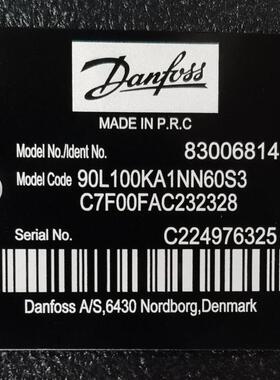 Danfoss
MADE IN P.R.C
Model No./Ident No. 83006814
Model Code 90L100KA1NN60S3
C7F00FAC232328
Serial No. C224976325
Danfoss A/S,6430 Nordborg,Denmark